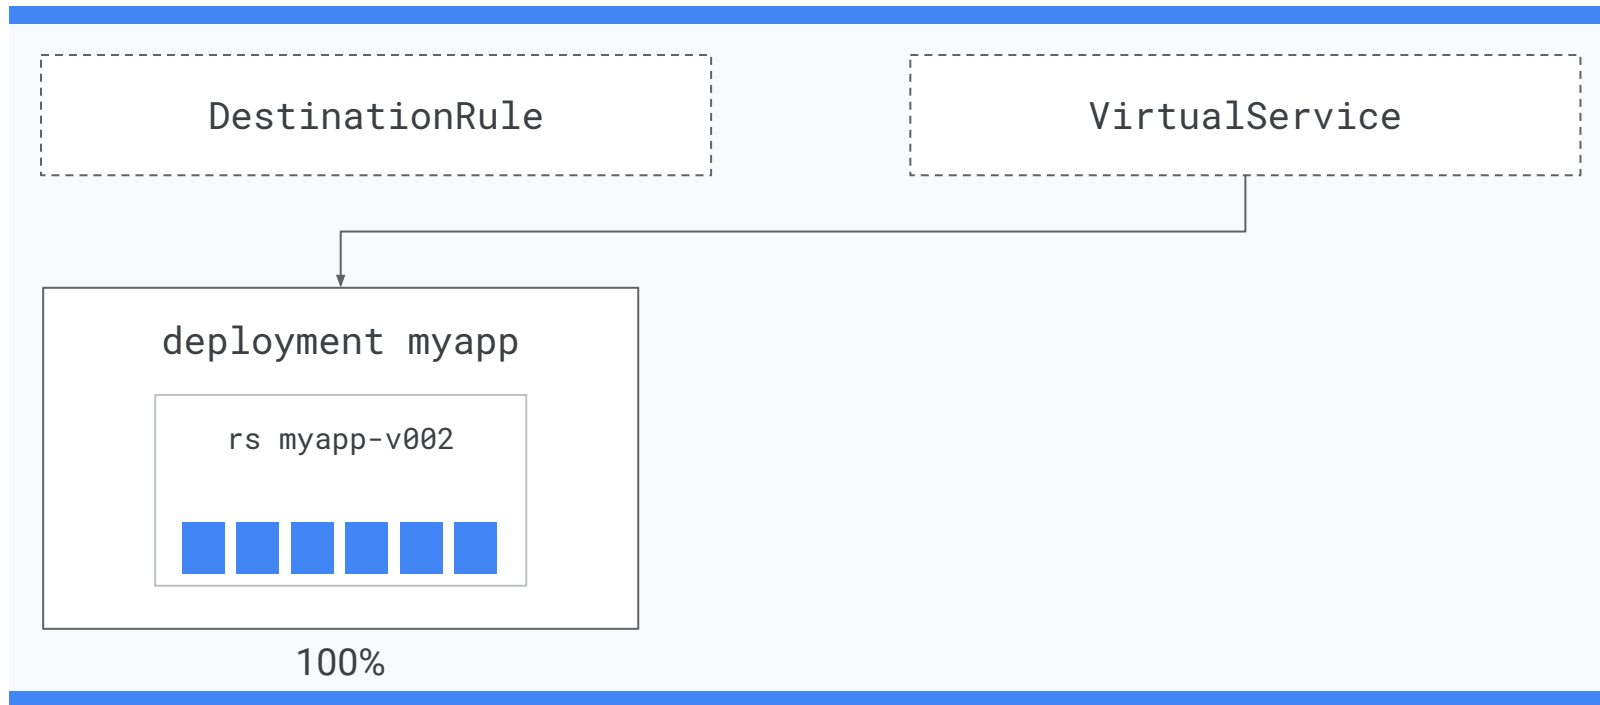 DestinationRule
VirtualService
deployment myapp
rs myapp-v002
100%